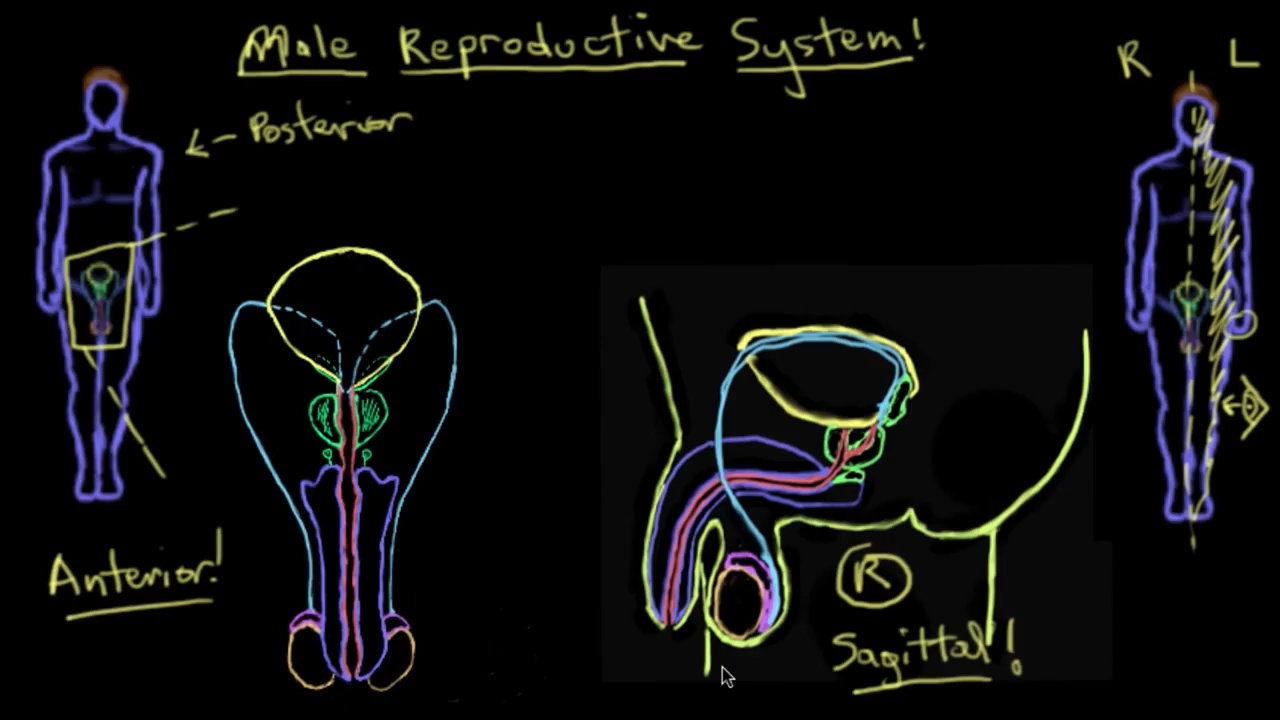 Male Reproductive System!
R L
← Posterior
Anterior!
R
Sagittal!